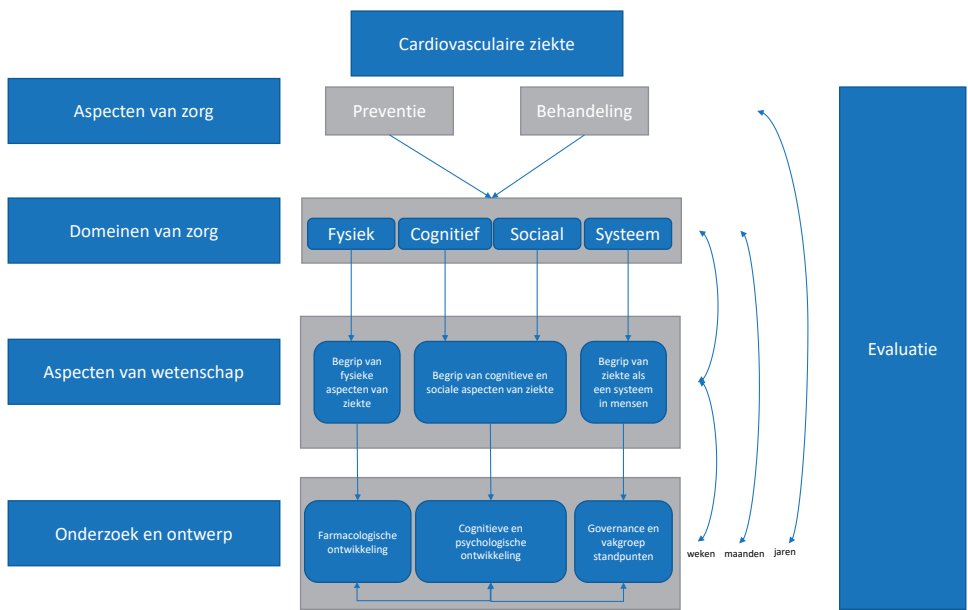 Cardiovasculaire ziekte
Aspecten van zorg
Preventie
Behandeling
Domeinen van zorg
Fysiek
Cognitief
Sociaal
Systeem
Aspecten van wetenschap
Begrip van
fysieke
aspecten van
ziekte
Begrip van cognitieve en
sociale aspecten van ziekte
Begrip van
ziekte als
een systeem
in mensen
Evaluatie
Onderzoek en ontwerp
Farmacologische
ontwikkeling
Cognitieve en
psychologische
ontwikkeling
Governance en
vakgroep
standpunten
weken
maanden
jaren